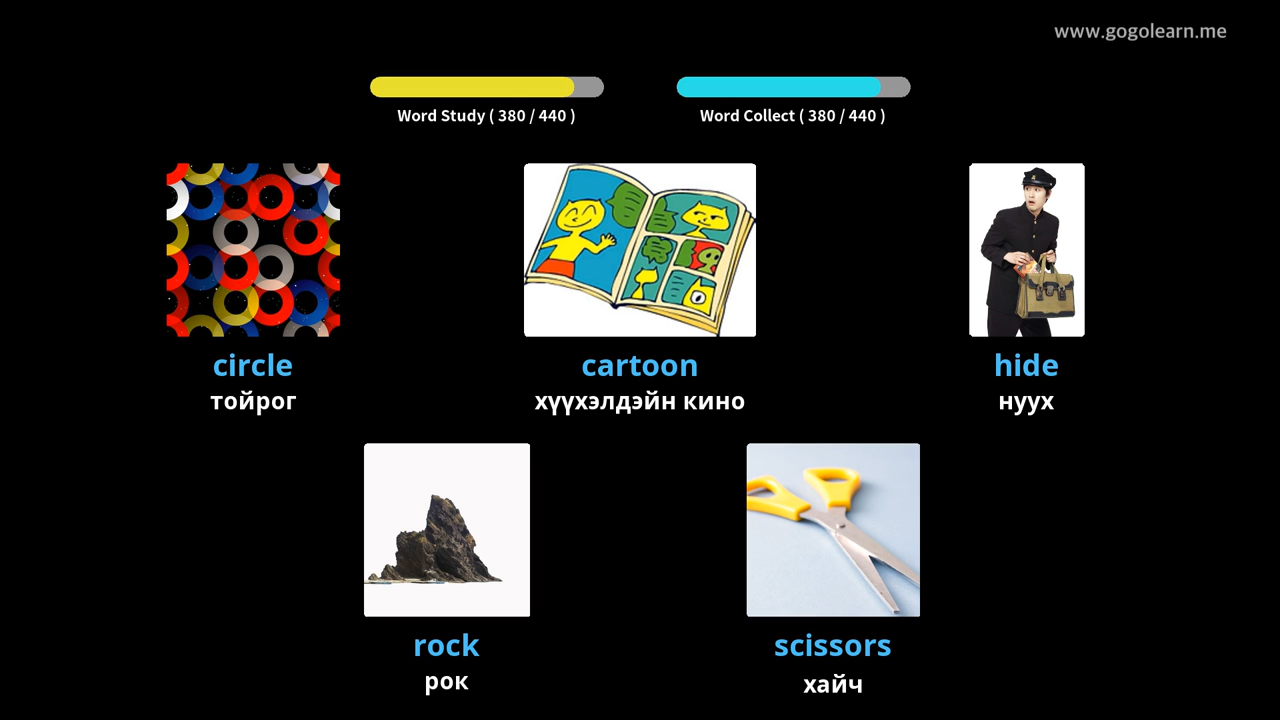 www.gogolearn.me
Word Study ( 380 / 440 )
Word Collect ( 380 / 440 )
circle
тойрог
cartoon
хүүхэлдэйн кино
hide
нуух
rock
рок
scissors
хайч